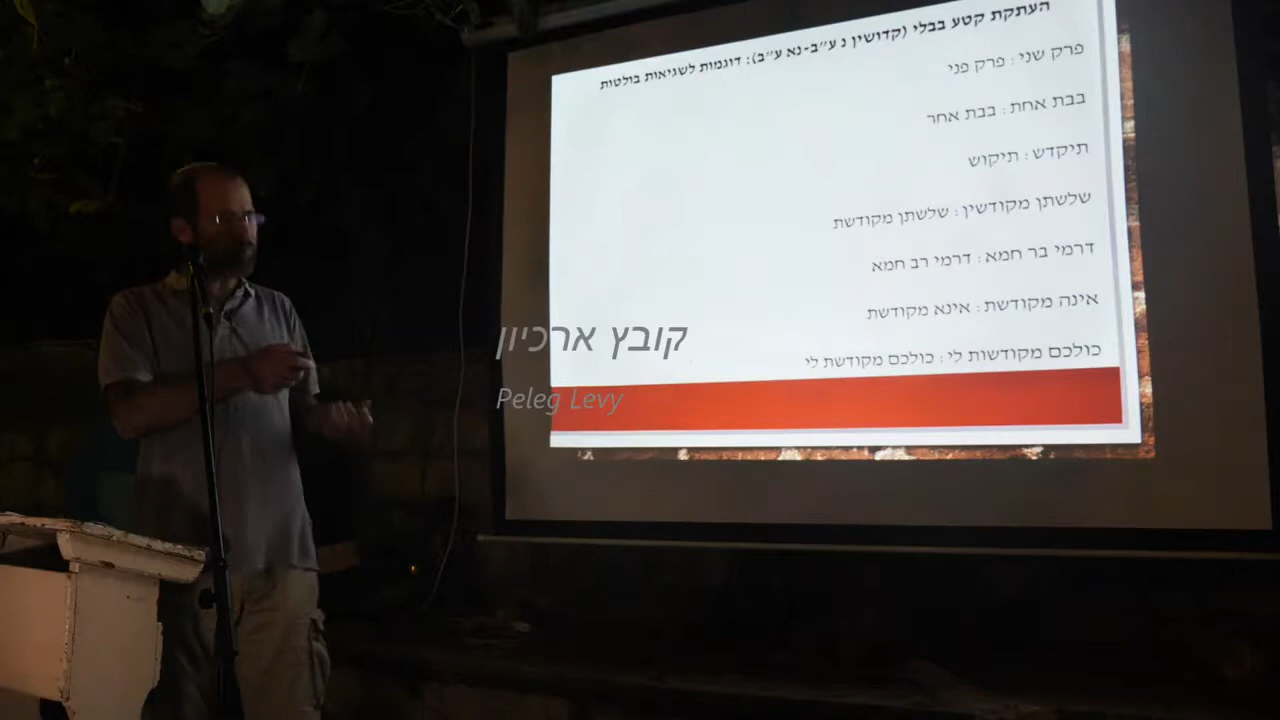 העתקת קטע בבלי (קדושין נ ע״ב-נא ע״ב): דוגמות לשגיאות בולטות
פרק שני : פרק פני
בבת אחת : בבת אחר
תיקדש : תיקוש
שלשתן מקודשין : שלשתן מקודשת
דרמי בר חמא : דרמי רב חמא
אינה מקודשת : אינא מקודשת
כולכם מקודשות לי : כולכם מקודשת לי
קובץ ארכיון
Peleg Levy